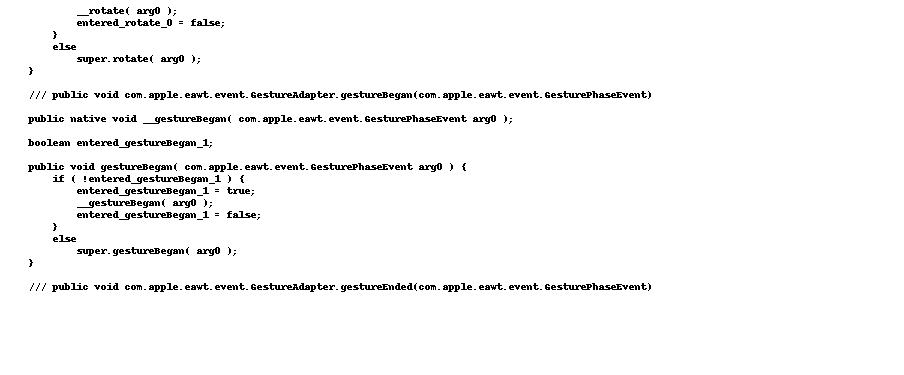 __rotate( arg0 );
entered_rotate_0 = false;
}
else
super.rotate( arg0 );
}
/// public void com.apple.eawt.event.GestureAdapter.gestureBegan(com.apple.eawt.event.GesturePhaseEvent)
public native void __gestureBegan( com.apple.eawt.event.GesturePhaseEvent arg0 );
boolean entered_gestureBegan_1;
public void gestureBegan( com.apple.eawt.event.GesturePhaseEvent arg0 ) {
if ( !entered_gestureBegan_1 ) {
entered_gestureBegan_1 = true;
__gestureBegan( arg0 );
entered_gestureBegan_1 = false;
}
else
super.gestureBegan( arg0 );
}
/// public void com.apple.eawt.event.GestureAdapter.gestureEnded(com.apple.eawt.event.GesturePhaseEvent)